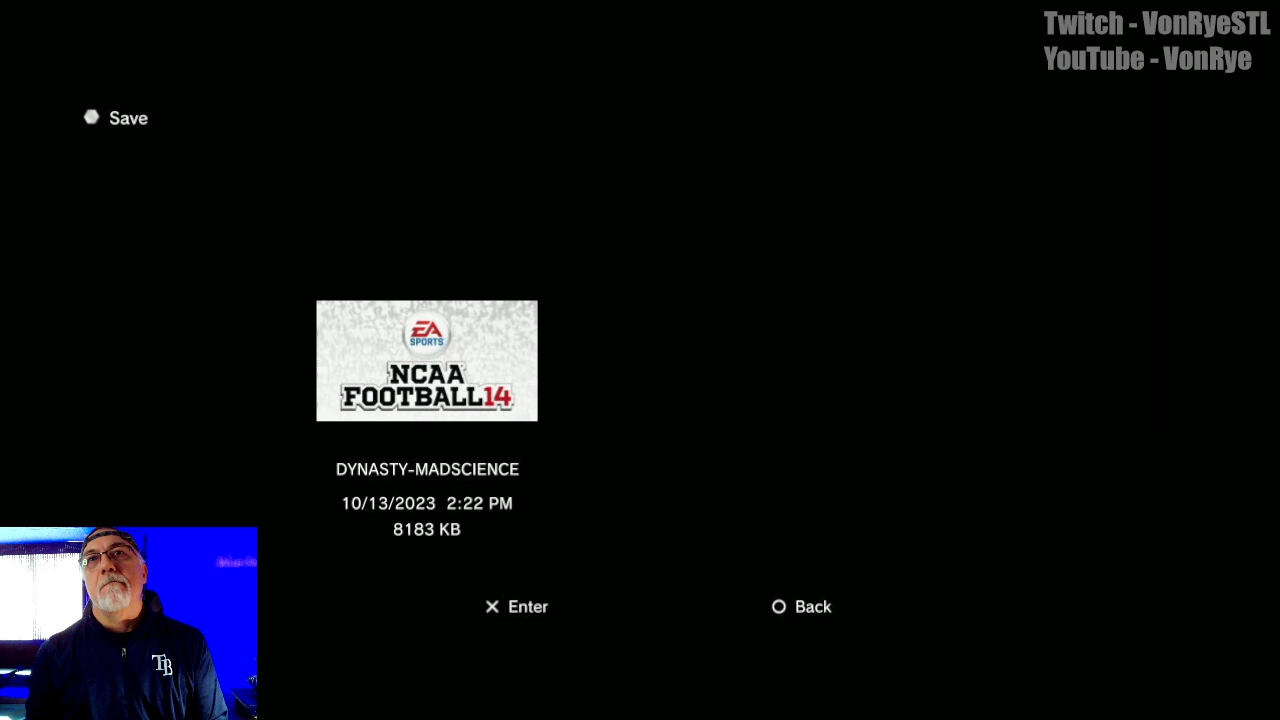 Twitch - VonRyeSTL
YouTube - VonRye
Save
EA
SPORTS
NCAA
FOOTBALL14
DYNASTY-MADSCIENCE
10/13/2023 2:22 PM
8183 KB
Enter
Back
TB